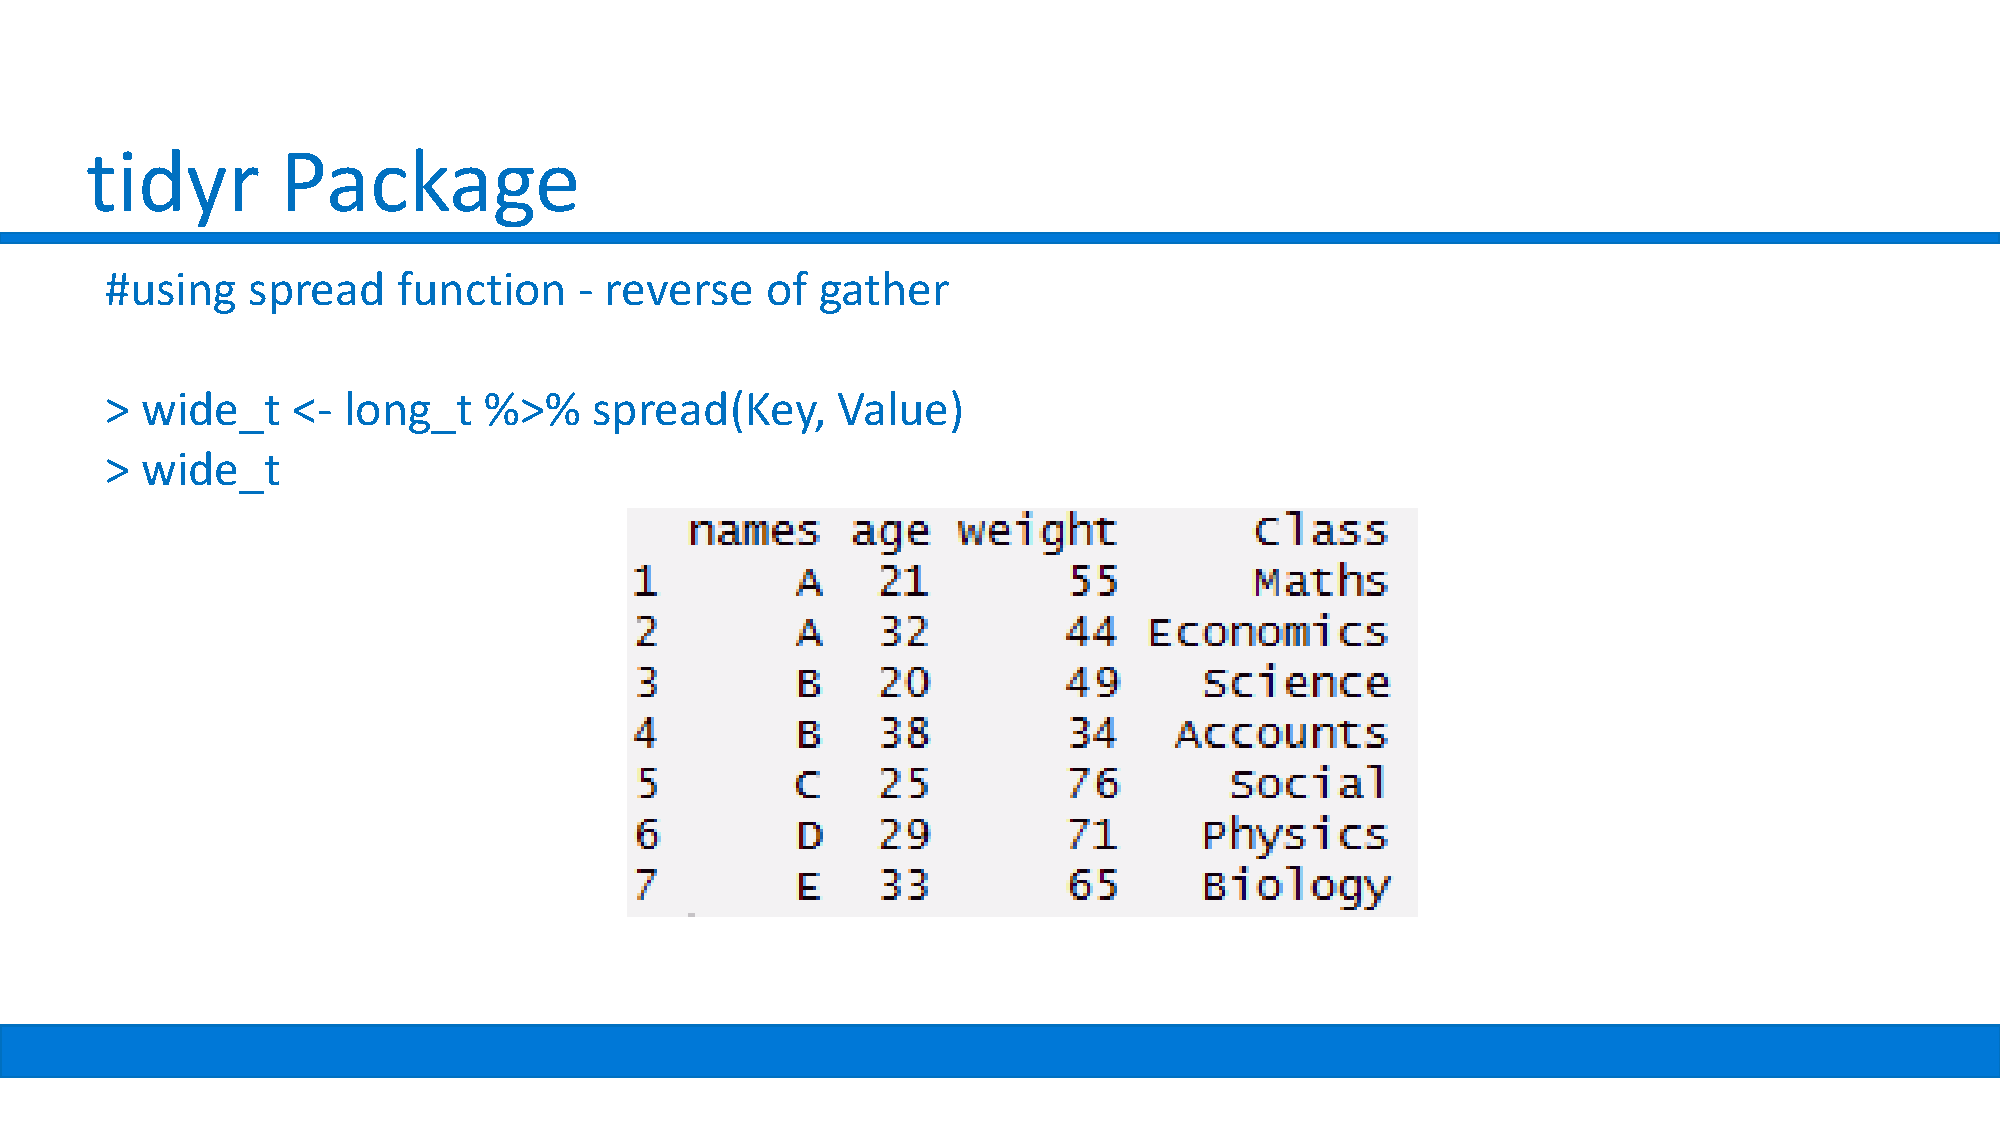 tidyr Package
#using spread function - reverse of gather
> wide_t <- long_t %>% spread(Key, Value)
> wide_t
names age weight Class
1 A 21 55 Maths
2 A 32 44 Economics
3 B 20 49 Science
4 B 38 34 Accounts
5 C 25 76 Social
6 D 29 71 Physics
7 E 33 65 Biology